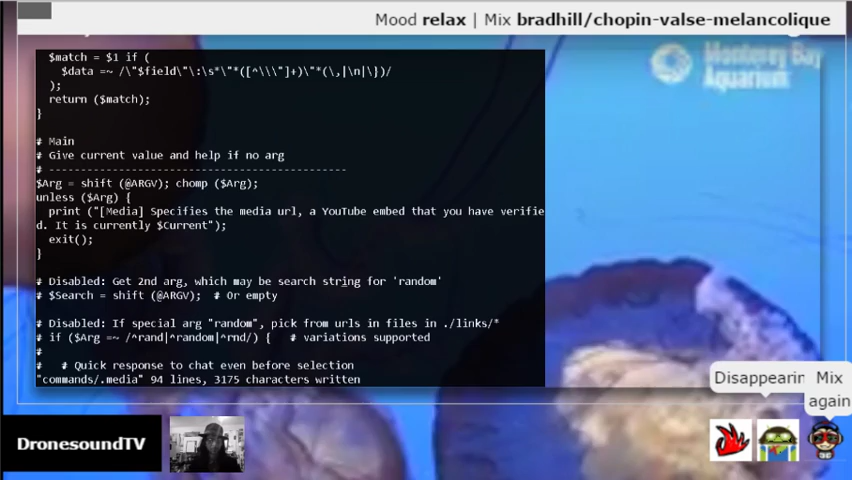 Mood relax | Mix bradhill/chopin-valse-melancolique
Monterey Bay
Aquarium
$match = $1 if (
$data =~ /\"$field\"\:\s*\"*([^\\\"]+)\"*(\,|\n|\})/
);
return ($match);
}
# Main
# Give current value and help if no arg
# -----------------------------------------------
$Arg = shift (@ARGV); chomp ($Arg);
unless ($Arg) {
print ("[Media] Specifies the media url, a YouTube embed that you have verifie
d. It is currently $Current");
exit();
}
# Disabled: Get 2nd arg, which may be search string for 'random'
# $Search = shift (@ARGV);  # Or empty
# Disabled: If special arg "random", pick from urls in files in ./links/*
# if ($Arg =~ /^rand|^random|^rnd/) {   # variations supported
#
#   # Quick response to chat even before selection
"commands/.media" 94 lines, 3175 characters written
Disappearin
Mix
again
DronesoundTV